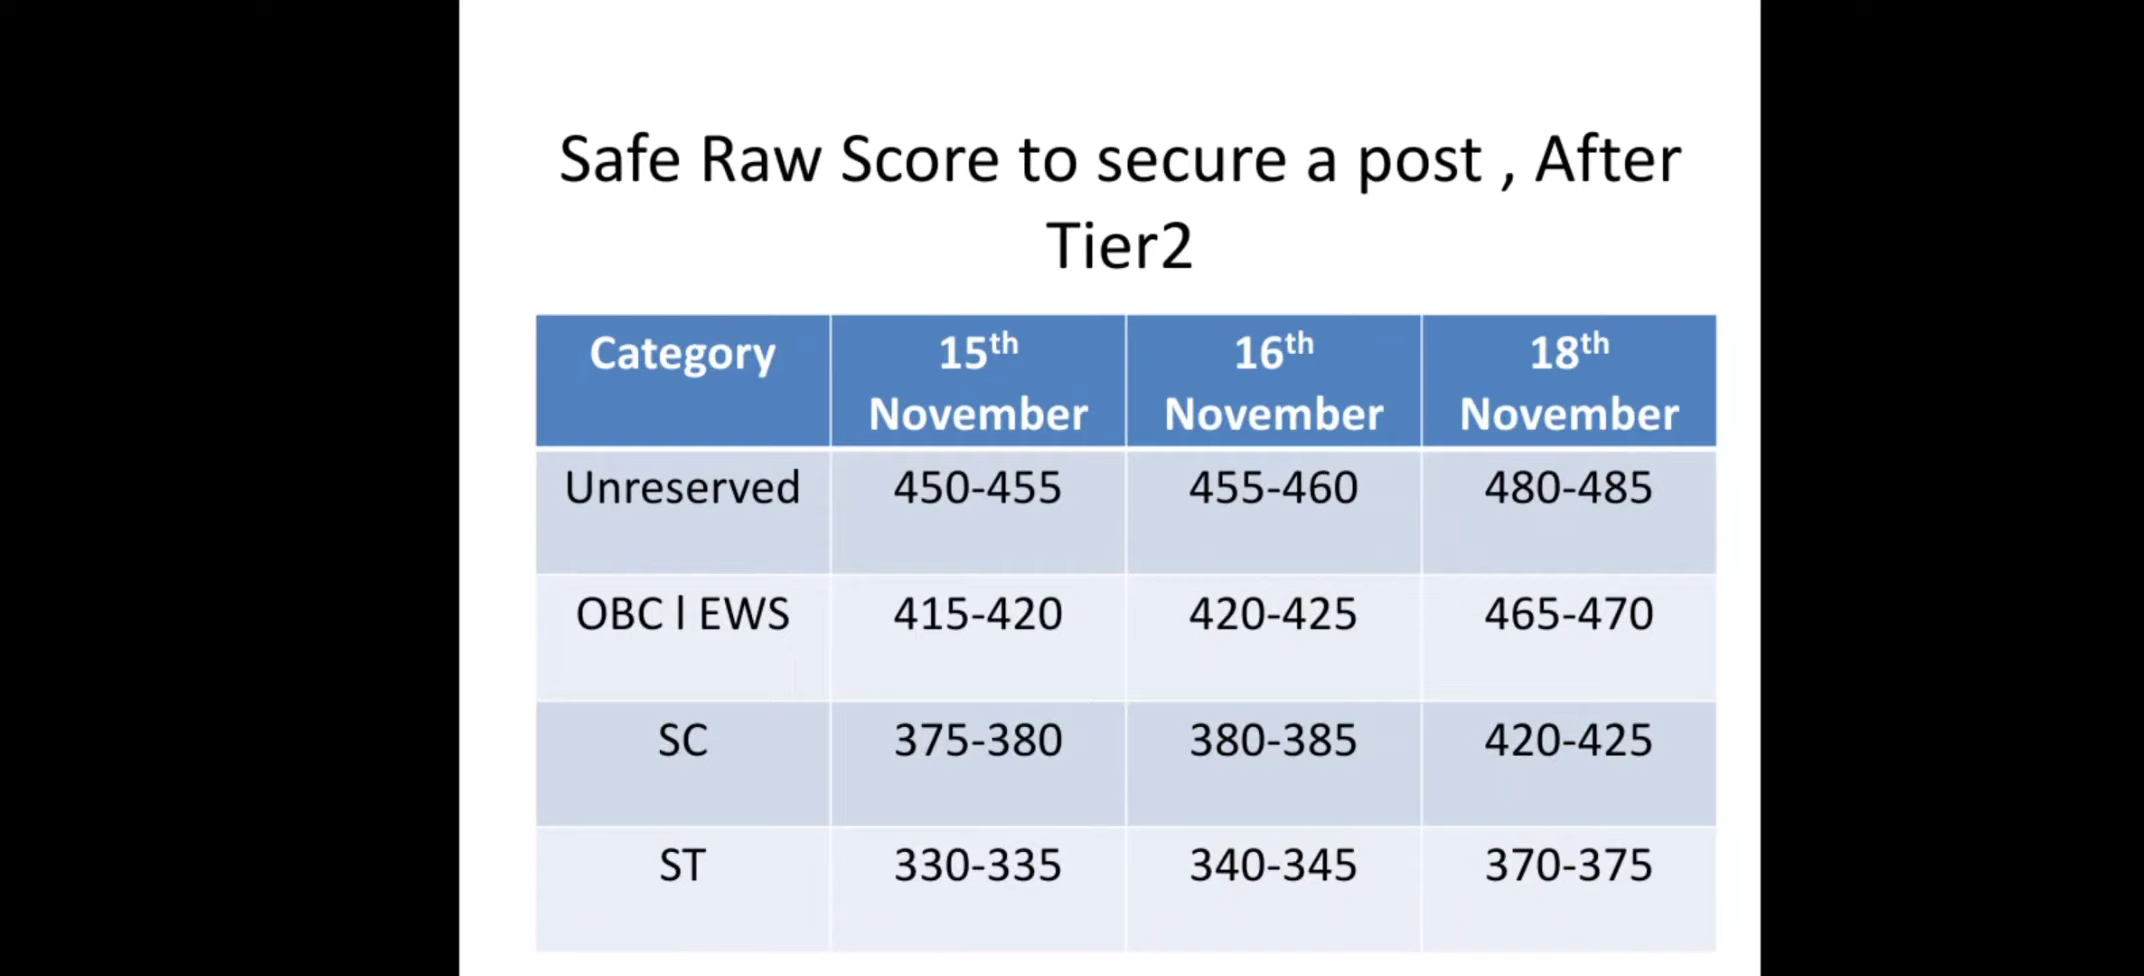 Safe Raw Score to secure a post , After
Tier2
Category 15th November 16th November 18th November
Unreserved 450-455 455-460 480-485
OBC l EWS 415-420 420-425 465-470
SC 375-380 380-385 420-425
ST 330-335 340-345 370-375